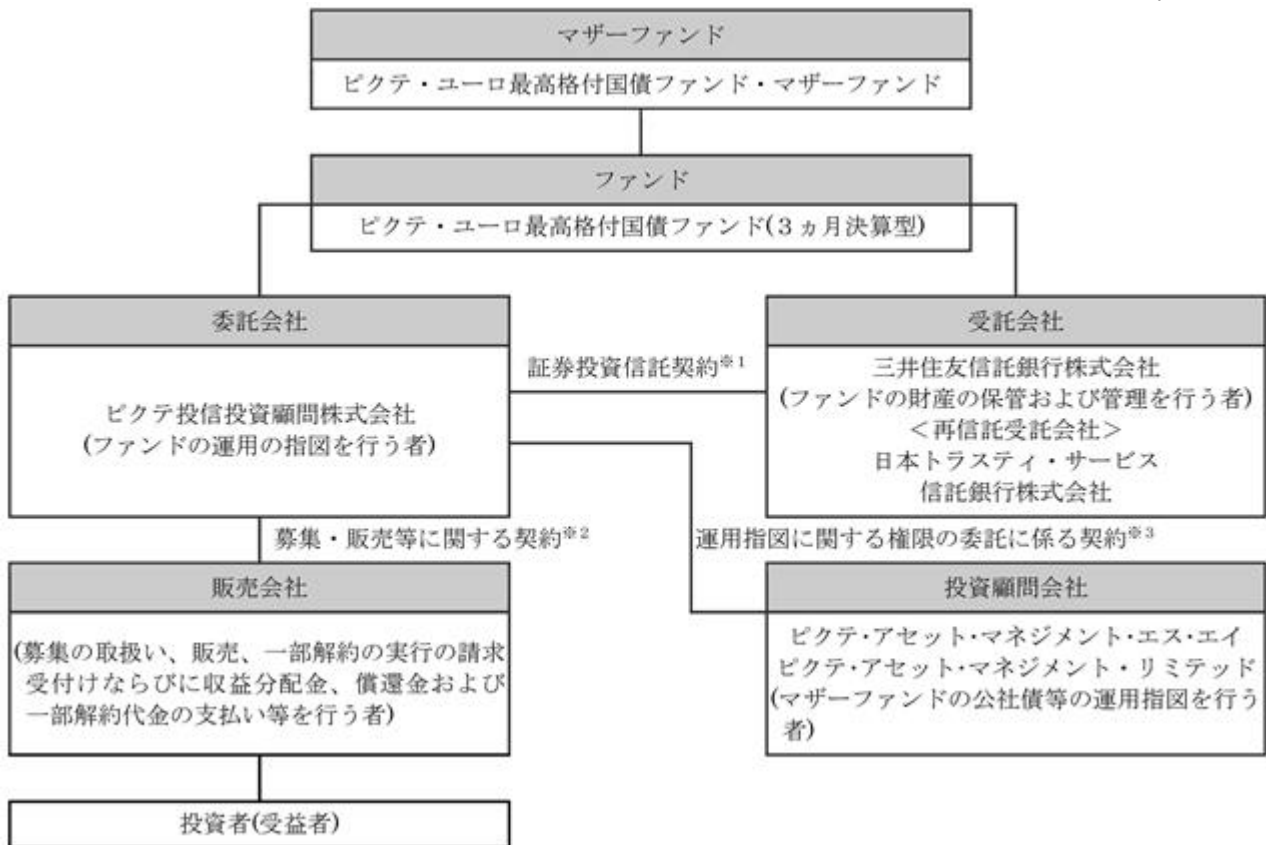 マザーファンド
ピクテ・ユーロ最高格付国債ファンド・マザーファンド
ファンド
ピクテ・ユーロ最高格付国債ファンド(３ヵ月決算型)
委託会社
ピクテ投信投資顧問株式会社
(ファンドの運用の指図を行う者)
証券投資信託契約※1
受託会社
三井住友信託銀行株式会社
(ファンドの財産の保管および管理を行う者)
＜再信託受託会社＞
日本トラスティ・サービス
信託銀行株式会社
募集・販売等に関する契約※2
運用指図に関する権限の委託に係る契約※3
販売会社
(募集の取扱い、販売、一部解約の実行の請求
受付けならびに収益分配金、償還金および
一部解約代金の支払い等を行う者)
投資顧問会社
ピクテ・アセット・マネジメント・エス・エイ
ピクテ・アセット・マネジメント・リミテッド
(マザーファンドの公社債等の運用指図を行う
者)
投資者(受益者)